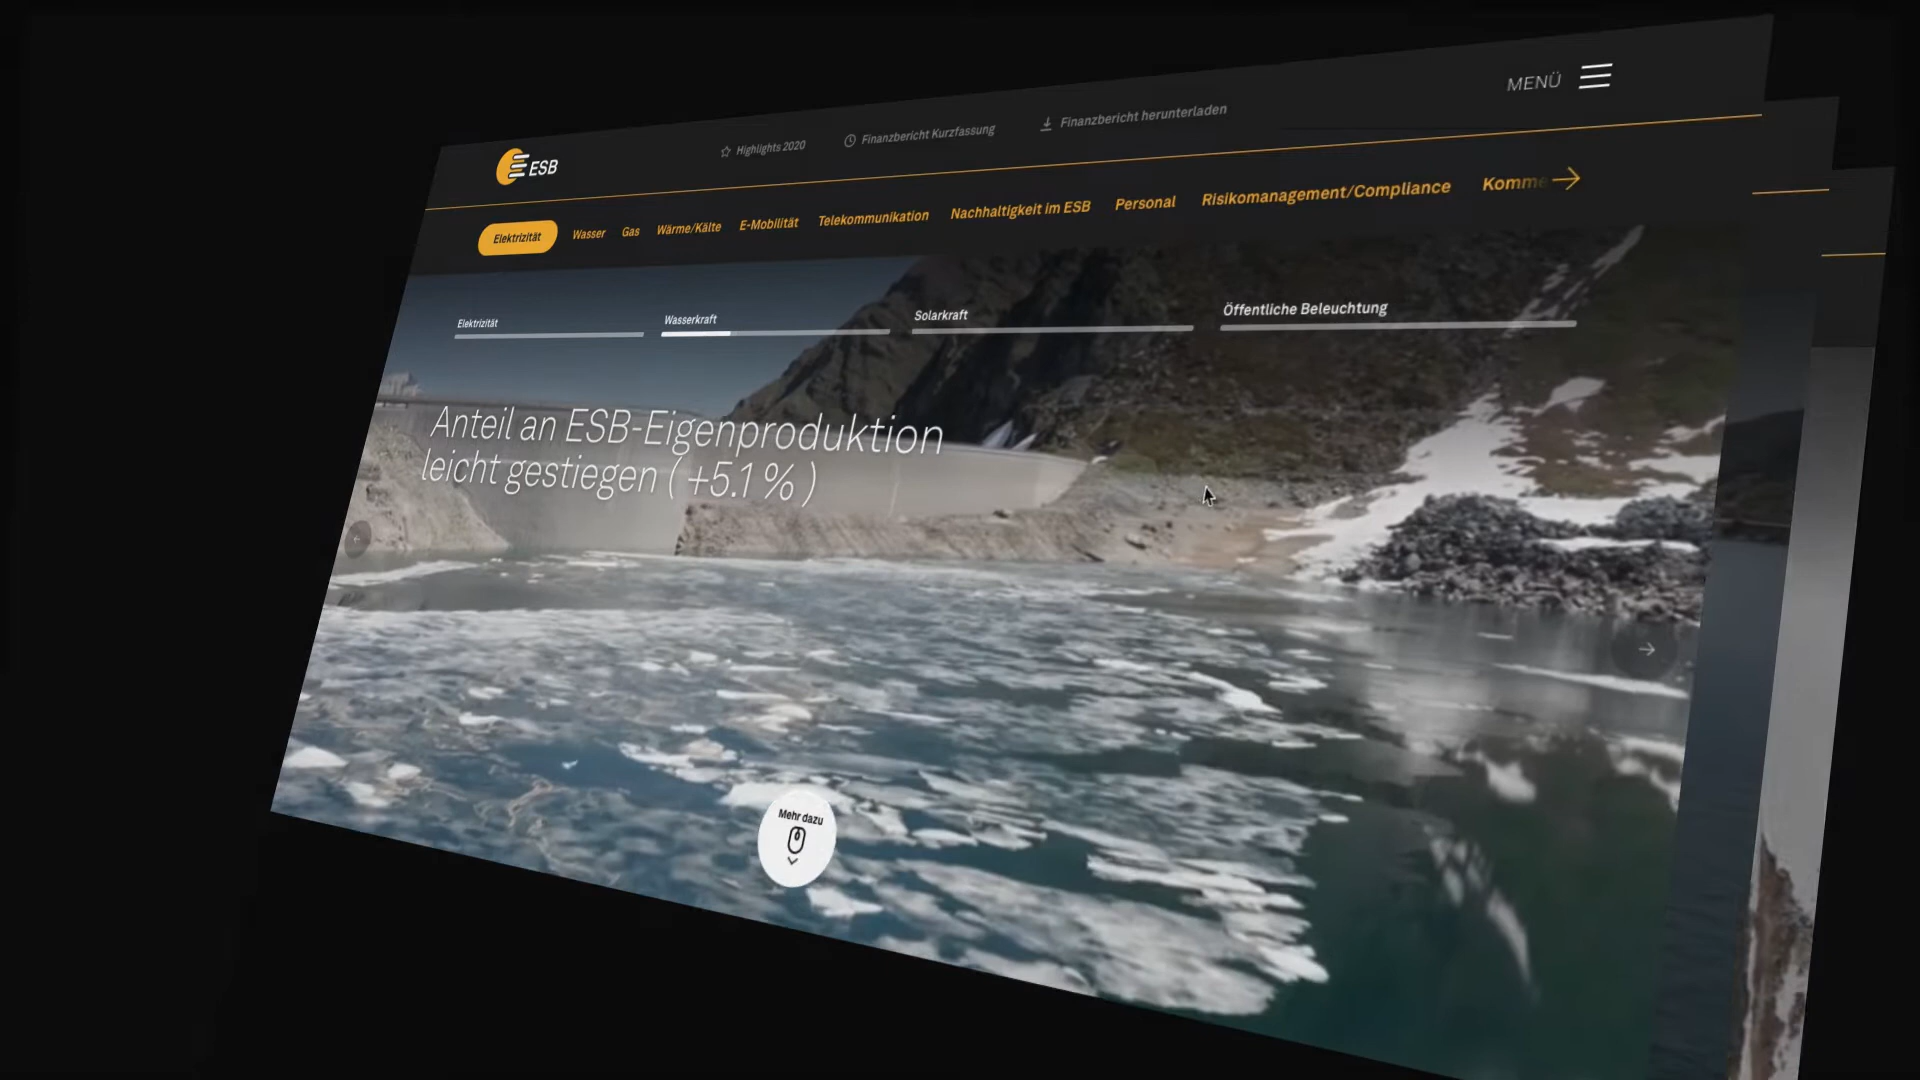 MENÜ
Highlights 2020
Finanzbericht Kurzfassung
Finanzbericht herunterladen
ESB
Elektrizität
Wasser
Gas
Wärme/Kälte
E-Mobilität
Telekommunikation
Nachhaltigkeit im ESB
Personal
Risikomanagement/Compliance
Komme
Elektrizität
Wasserkraft
Solarkraft
Öffentliche Beleuchtung
Anteil an ESB-Eigenproduktion
leicht gestiegen ( +5.1 % )
Mehr dazu